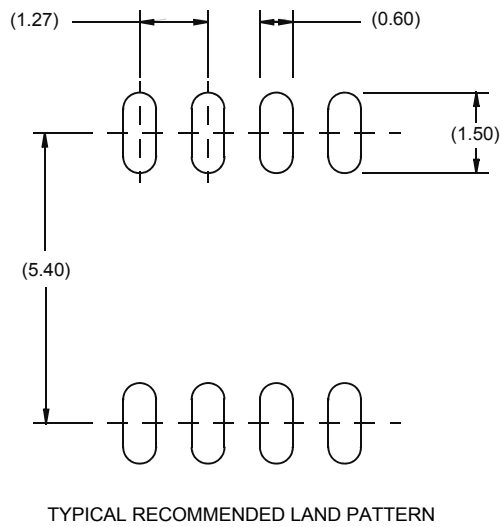 (1.27)
(0.60)
(1.50)
(5.40)
TYPICAL RECOMMENDED LAND PATTERN